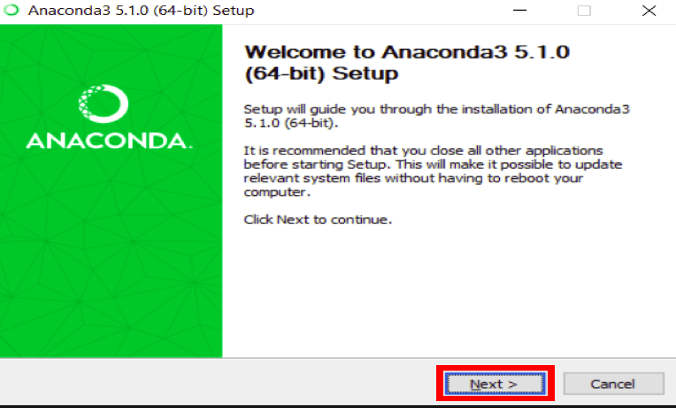 Anaconda3 5.1.0 (64-bit) Setup
Welcome to Anaconda3 5.1.0
(64-bit) Setup
ANACONDA.
Setup will guide you through the installation of Anaconda3
5.1.0 (64-bit).
It is recommended that you close all other applications
before starting Setup. This will make it possible to update
relevant system files without having to reboot your
computer.
Click Next to continue.
Next >
Cancel